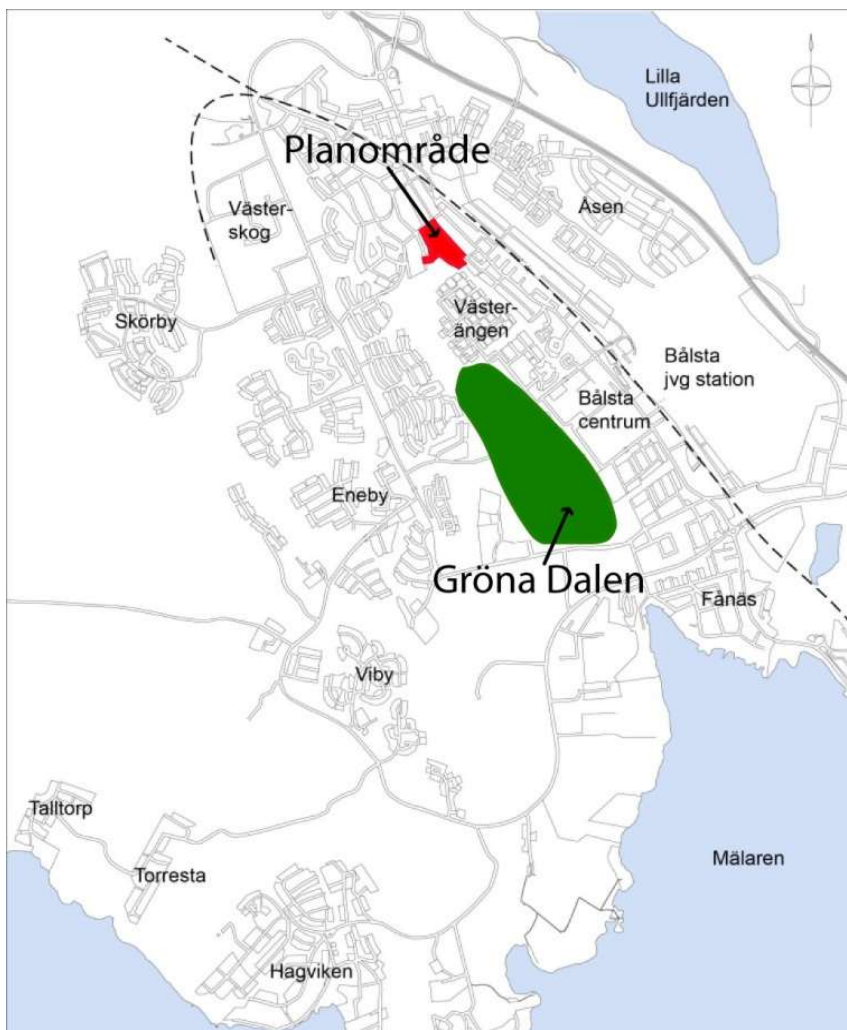 Lilla
Ullfjärden
Planområde
Åsen
Väster-
skog
Skörby
Väster-
ängen
Bålsta
jvg station
Bålsta
centrum
Eneby
Gröna Dalen
Fånäs
Viby
Talltorp
Torresta
Mälaren
Hagviken